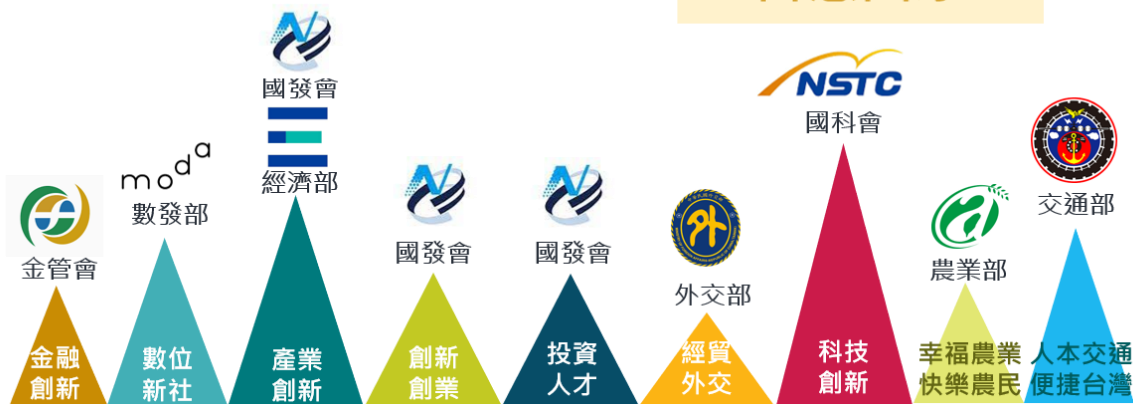 國發會
NSTC
國科會
經濟部
moda
數發部
交通部
金管會
國發會
國發會
外
外交部
農業部
金融
創新
數位
新社
產業
創新
創新
創業
投資
人才
經貿
外交
科技
創新
幸福農業
快樂農民
人本交通
便捷台灣